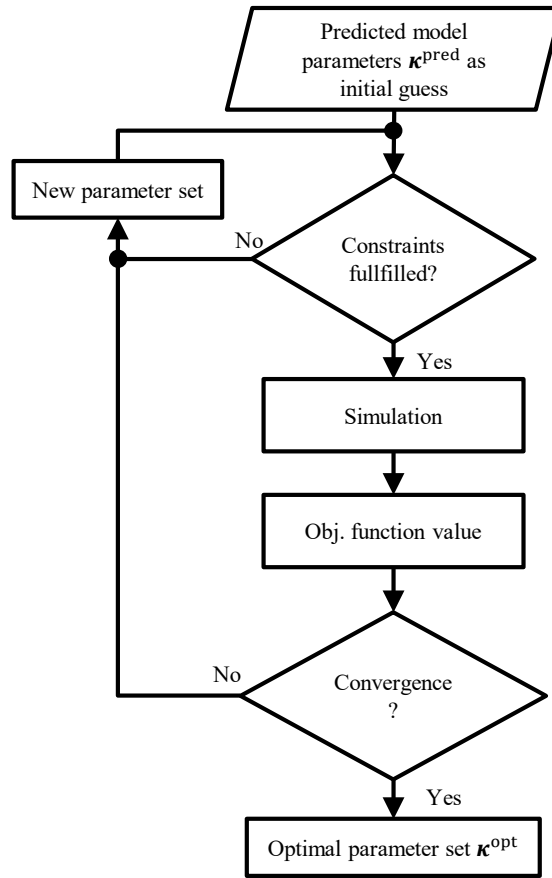 Predicted model
parameters 𝜿^pred as
initial guess
New parameter set
No
Constraints
fullfilled?
Yes
Simulation
Obj. function value
No
Convergence
?
Yes
Optimal parameter set 𝜿^opt